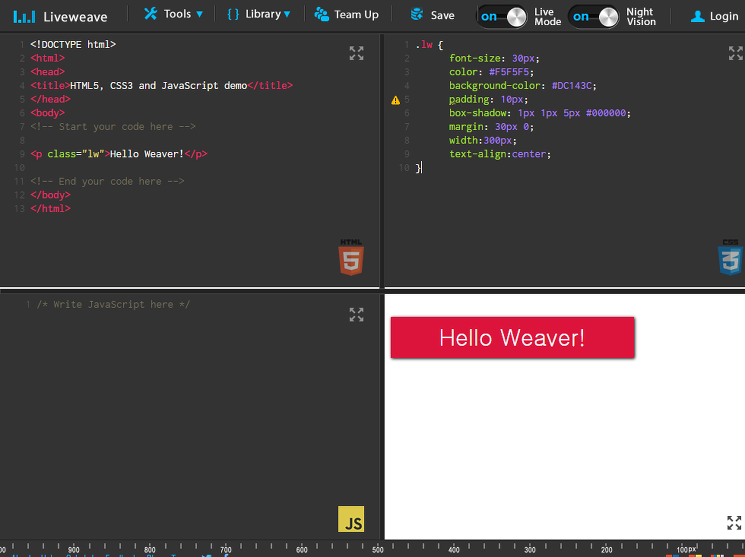 Liveweave
Tools
{ } Library
Team Up
Save
on
Live Mode
on
Night Vision
Login
1 <!DOCTYPE html>
2 <html>
3 <head>
4 <title>HTML5, CSS3 and JavaScript demo</title>
5 </head>
6 <body>
7 <!-- Start your code here -->
8
9 <p class="lw">Hello Weaver!</p>
10
11 <!-- End your code here -->
12 </body>
13 </html>
HTML
5
1 .lw {
2 font-size: 30px;
3 color: #F5F5F5;
4 background-color: #DC143C;
5 padding: 10px;
6 box-shadow: 1px 1px 5px #000000;
7 margin: 30px 0;
8 width:300px;
9 text-align:center;
10 }
CSS
3
1 /* Write JavaScript here */
JS
Hello Weaver!
900 800 700 600 500 400 300 200 100px